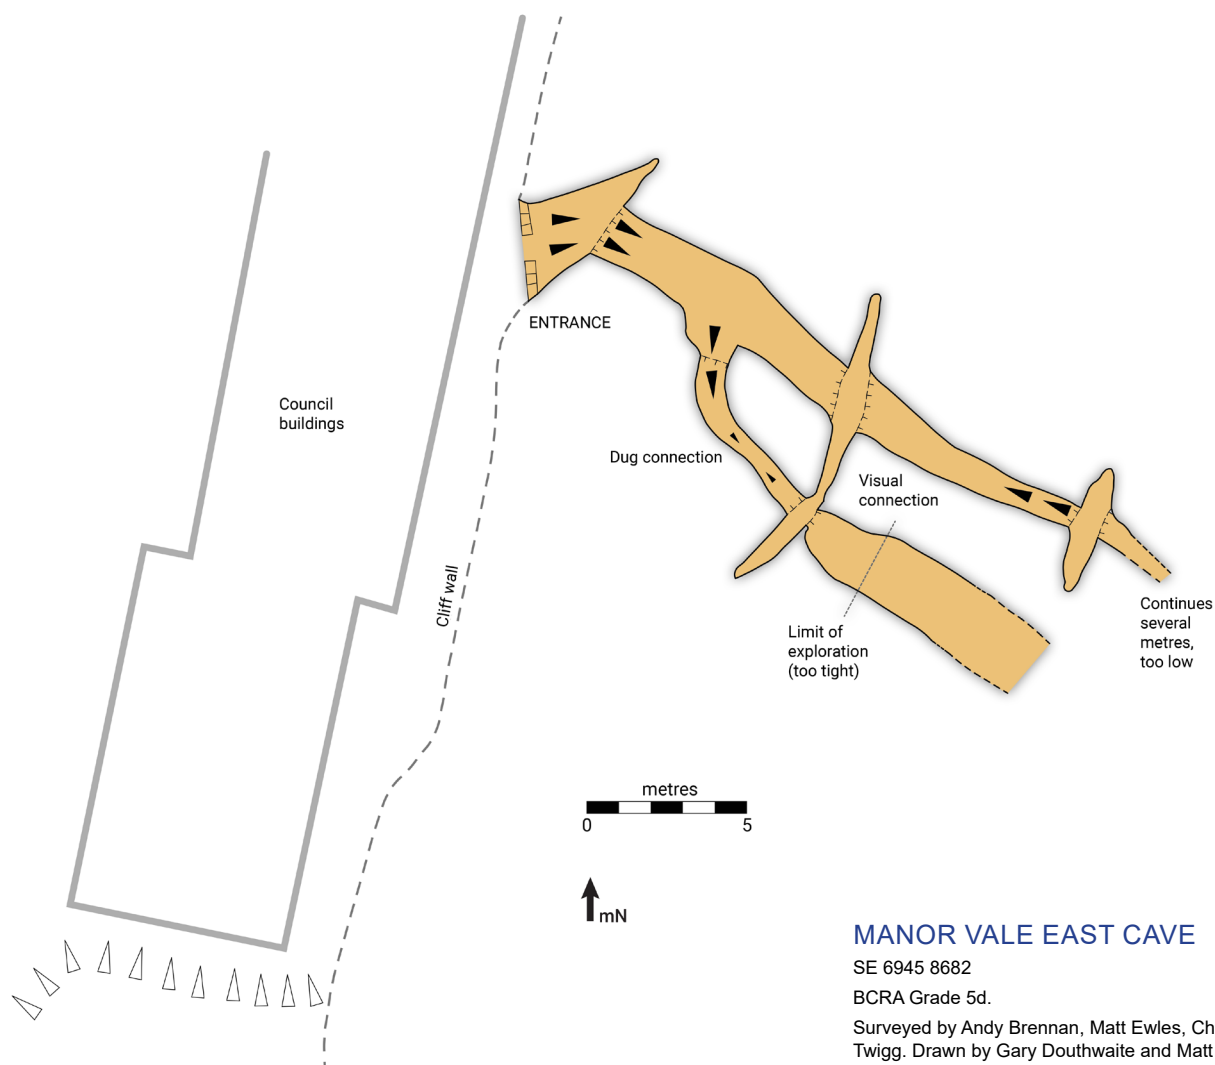 ENTRANCE
Council
buildings
Dug connection
Visual
connection
Cliff wall
Limit of
exploration
(too tight)
Continues
several
metres,
too low
metres
0 5
mN
MANOR VALE EAST CAVE
SE 6945 8682
BCRA Grade 5d.
Surveyed by Andy Brennan, Matt Ewles, Ch
Twigg. Drawn by Gary Douthwaite and Matt